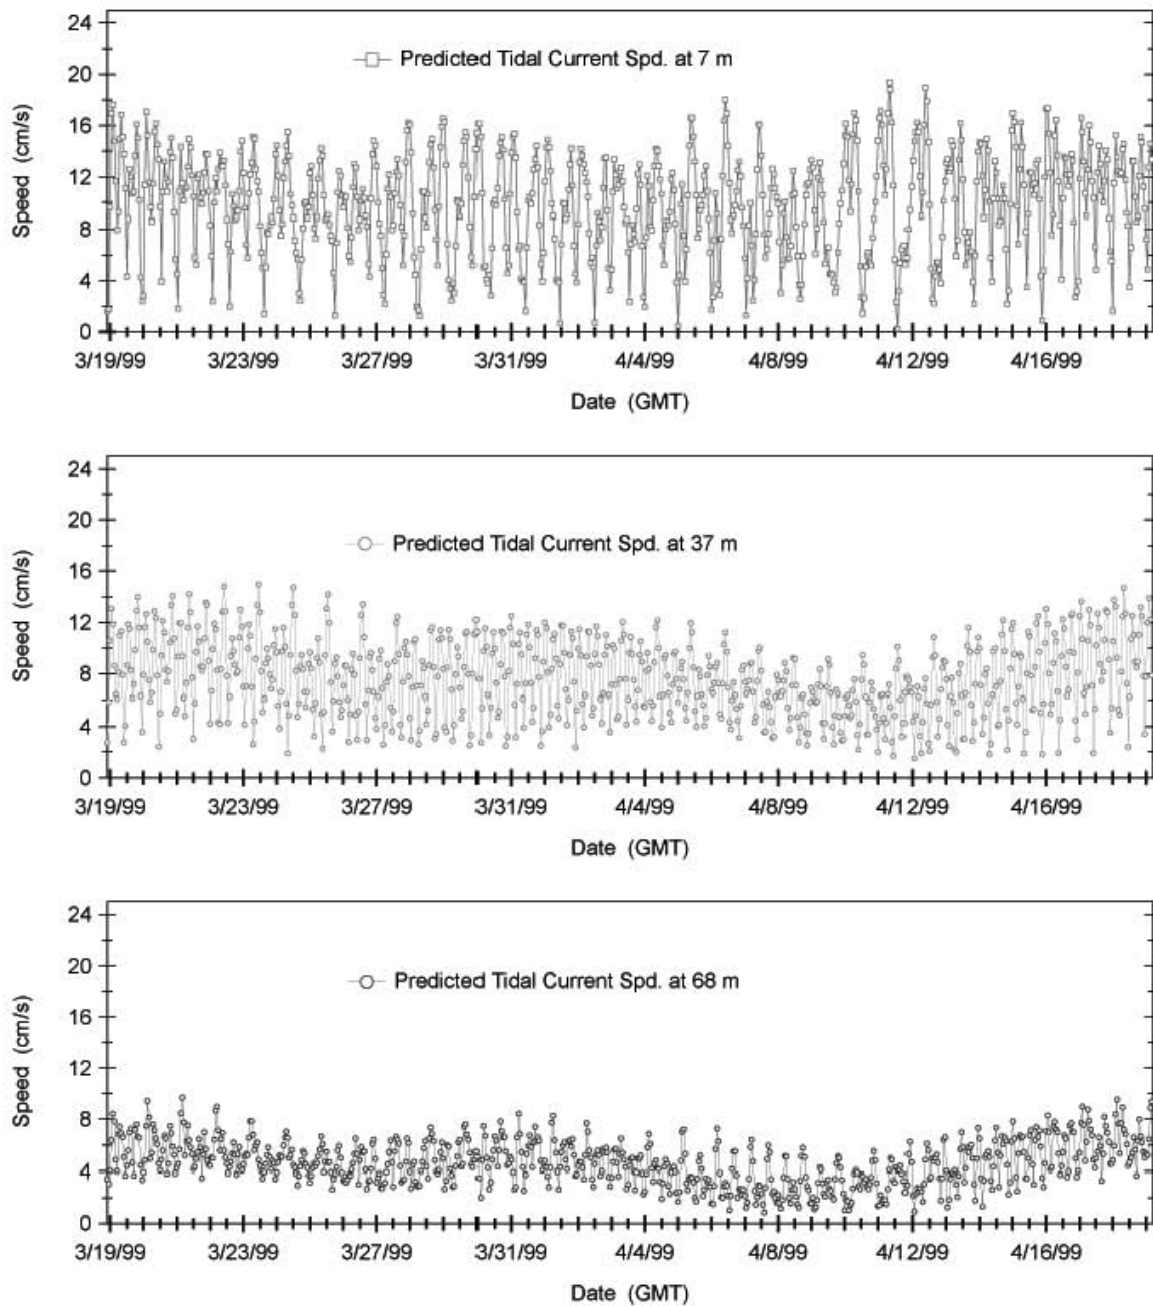 24
Predicted Tidal Current Spd. at 7 m
20
16
Speed (cm/s)
12
8
4
0
3/19/99 3/23/99 3/27/99 3/31/99 4/4/99 4/8/99 4/12/99 4/16/99
Date (GMT)
24
20
Predicted Tidal Current Spd. at 37 m
16
Speed (cm/s)
12
8
4
0
3/19/99 3/23/99 3/27/99 3/31/99 4/4/99 4/8/99 4/12/99 4/16/99
Date (GMT)
24
20
Predicted Tidal Current Spd. at 68 m
16
Speed (cm/s)
12
8
4
0
3/19/99 3/23/99 3/27/99 3/31/99 4/4/99 4/8/99 4/12/99 4/16/99
Date (GMT)